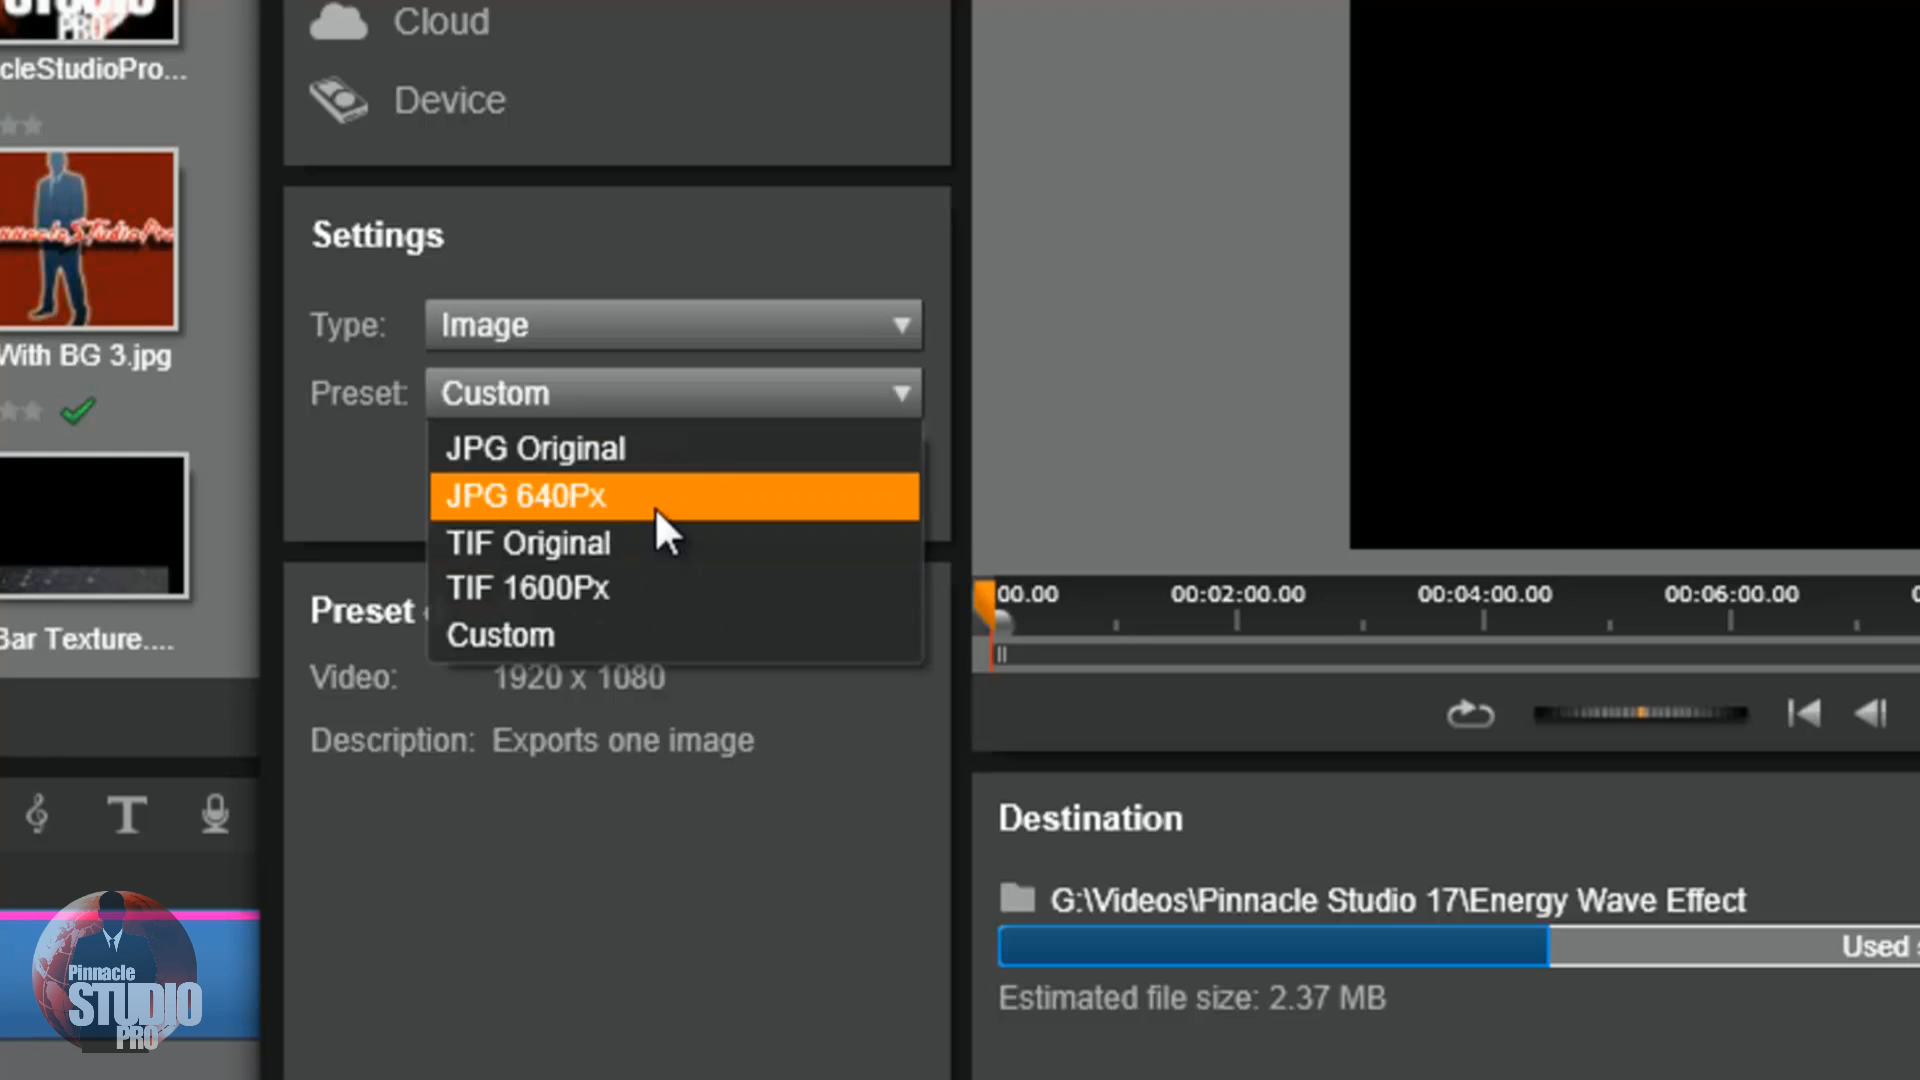 STUDIO
PRO
cleStudioPro...
With BG 3.jpg
Bar Texture....
Cloud
Device
Settings
Type: Image
Preset: Custom
JPG Original
JPG 640Px
TIF Original
TIF 1600Px
Custom
Preset
Video: 1920 x 1080
Description: Exports one image
00.00 00:02:00.00 00:04:00.00 00:06:00.00
Destination
G:\Videos\Pinnacle Studio 17\Energy Wave Effect
Used
Estimated file size: 2.37 MB
Pinnacle
STUDIO
PRO